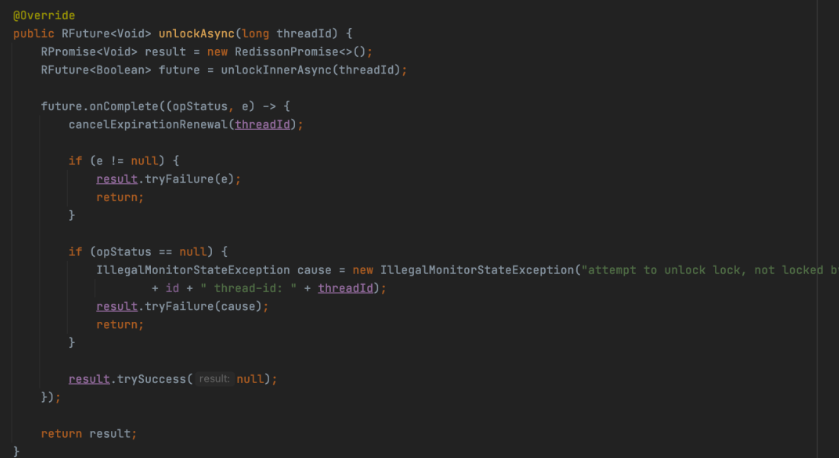 @Override
public RFuture<Void> unlockAsync(long threadId) {
    RPromise<Void> result = new RedissonPromise<>();
    RFuture<Boolean> future = unlockInnerAsync(threadId);

    future.onComplete((opStatus, e) -> {
        cancelExpirationRenewal(threadId);

        if (e != null) {
            result.tryFailure(e);
            return;
        }

        if (opStatus == null) {
            IllegalMonitorStateException cause = new IllegalMonitorStateException("attempt to unlock lock, not locked b
                    + id + " thread-id: " + threadId);
            result.tryFailure(cause);
            return;
        }

        result.trySuccess( result: null);
    });

    return result;
}